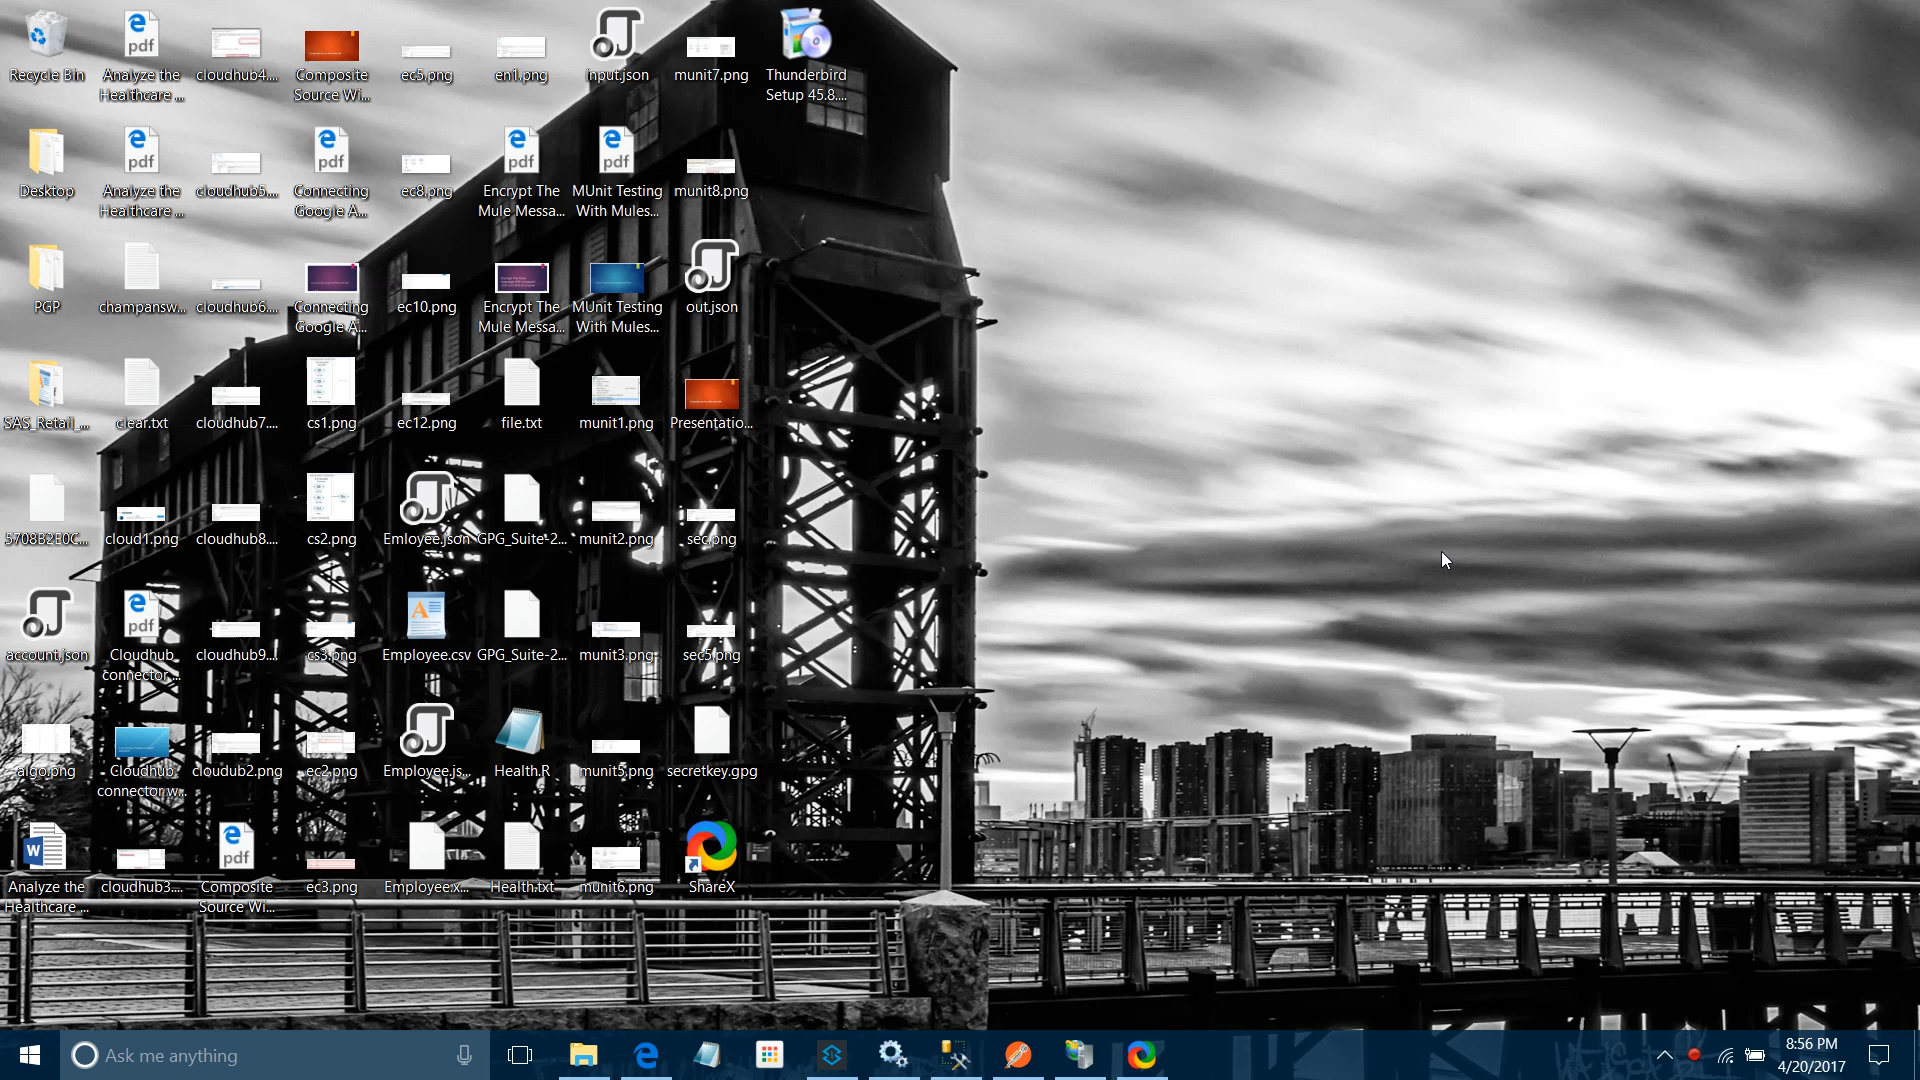 Recycle Bin
Analyze the
Healthcare ...
cloudhub4....
Composite
Source Wi...
ec5.png
en1.png
input.json
munit7.png
Thunderbird
Setup 45.8....
Desktop
Analyze the
Healthcare ...
cloudhub5....
Connecting
Google A...
ec8.png
Encrypt The
Mule Messa...
MUnit Testing
With Mules...
munit8.png
PGP
champansw...
cloudhub6....
Connecting
Google A...
ec10.png
Encrypt The
Mule Messa...
MUnit Testing
With Mules...
out.json
SAS_Retail_...
clear.txt
cloudhub7....
cs1.png
ec12.png
file.txt
munit1.png
Presentatio...
5708B2E0C...
cloud1.png
cloudhub8....
cs2.png
Emloyee.json
GPG_Suite-2...
munit2.png
sec.png
account.json
Cloudhub
connector ...
cloudhub9....
cs3.png
Employee.csv
GPG_Suite-2...
munit3.png
sec5.png
algo.png
Cloudhub
connector.w...
cloudub2.png
ec2.png
Employee.js...
Health.R
munit5.png
secretkey.gpg
Analyze the
Healthcare ...
cloudhub3....
Composite
Source Wi...
ec3.png
Employee.x...
Health.txt
munit6.png
ShareX
Ask me anything
8:56 PM
4/20/2017